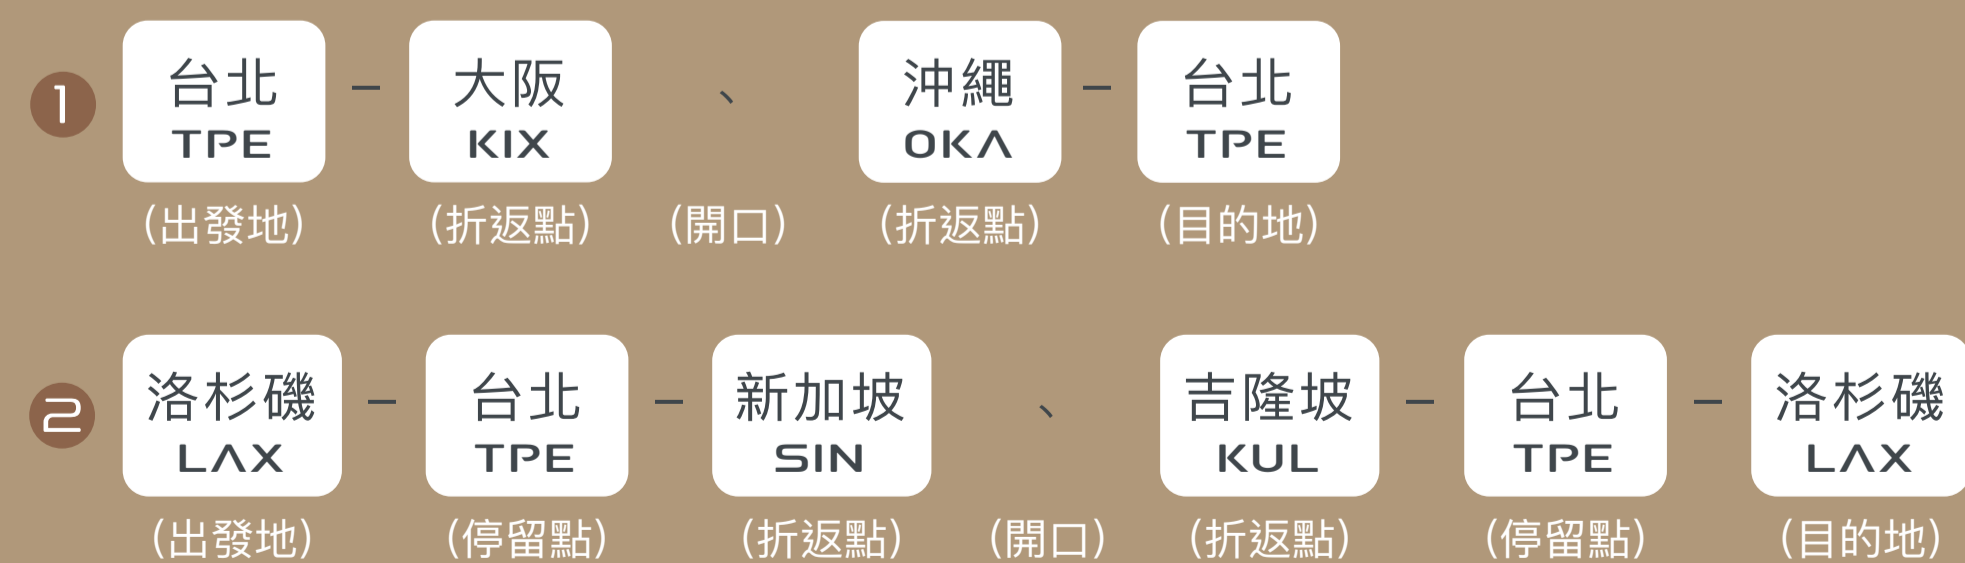 1 台北 – 大阪 、 沖繩 – 台北
TPE KIX OKA TPE
(出發地) (折返點) (開口) (折返點) (目的地)
2 洛杉磯 – 台北 – 新加坡 、 吉隆坡 – 台北 – 洛杉磯
LAX TPE SIN KUL TPE LAX
(出發地) (停留點) (折返點) (開口) (折返點) (停留點) (目的地)